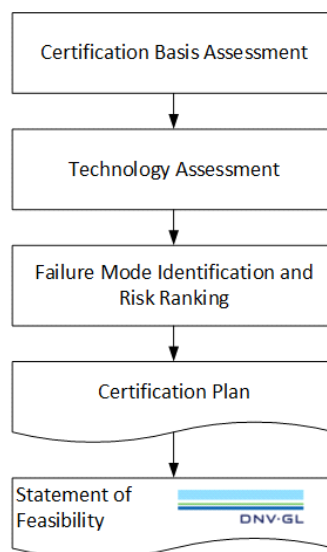 Certification Basis Assessment
Technology Assessment
Failure Mode Identification and
Risk Ranking
Certification Plan
Statement of
Feasibility
DNV·GL